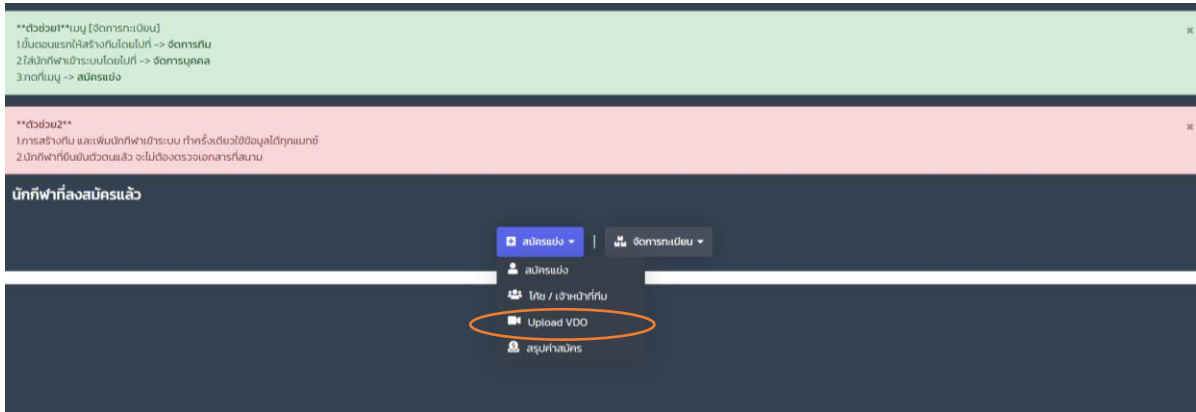 **ตัวช่วย1**เมนู [จัดการทะเบียน]
1.ขั้นตอนแรกให้สร้างทีมโดยไปที่ -> จัดการทีม
2.ใส่นักกีฬาเข้าระบบโดยไปที่ -> จัดการบุคคล
3.กดที่เมนู -> สมัครแข่ง
**ตัวช่วย2**
1.การสร้างทีม และเพิ่มนักกีฬาเข้าระบบ ทำครั้งเดียวใช้ข้อมูลได้ทุกแมทช์
2.นักกีฬาที่ยืนยันตัวตนแล้ว จะไม่ต้องตรวจเอกสารที่สนาม
นักกีฬาที่ลงสมัครแล้ว
สมัครแข่ง | จัดการทะเบียน
สมัครแข่ง
โค้ช / เจ้าหน้าที่ทีม
Upload VDO
สรุปค่าสมัคร